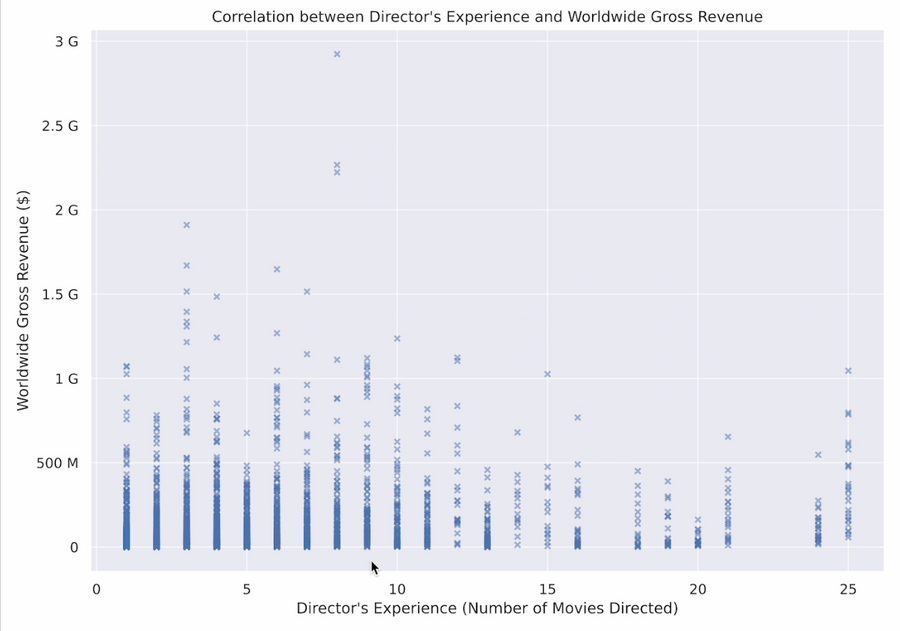 Correlation between Director's Experience and Worldwide Gross Revenue
3 G
2.5 G
2 G
1.5 G
1 G
500 M
0
Worldwide Gross Revenue ($)
0 5 10 15 20 25
Director's Experience (Number of Movies Directed)